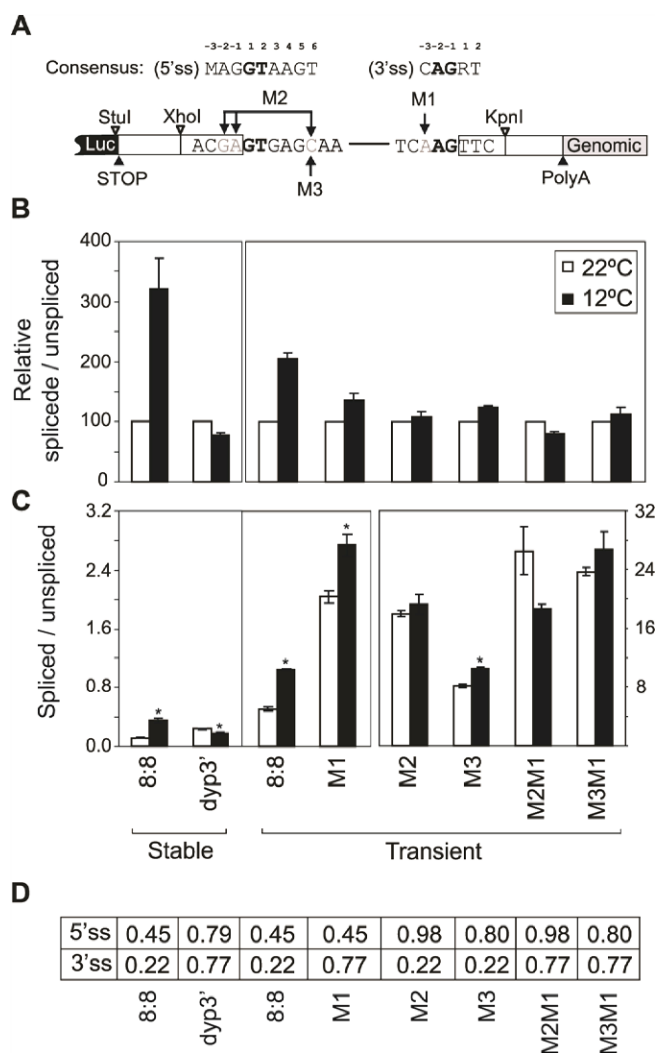 A
-3-2-1 1 2 3 4 5 6 -3-2-1 1 2
Consensus: (5'ss) MAGGTAAGT (3'ss) CAGRT
M2 M1
StuI XhoI KpnI
Luc ACGAGTGAGCAA TCAAGTTC Genomic
STOP M3 PolyA
B
Relative
splicede / unspliced
400
300
200
100
0
22ºC
12ºC
C
Spliced / unspliced
3.2 32
2.4 24
1.6 16
0.8 8
0.0
* * * * *
8:8 dyp3' 8:8 M1 M2 M3 M2M1 M3M1
Stable Transient
D
5'ss 0.45 0.79 0.45 0.45 0.98 0.80 0.98 0.80
3'ss 0.22 0.77 0.22 0.77 0.22 0.22 0.77 0.77
8:8 dyp3' 8:8 M1 M2 M3 M2M1 M3M1